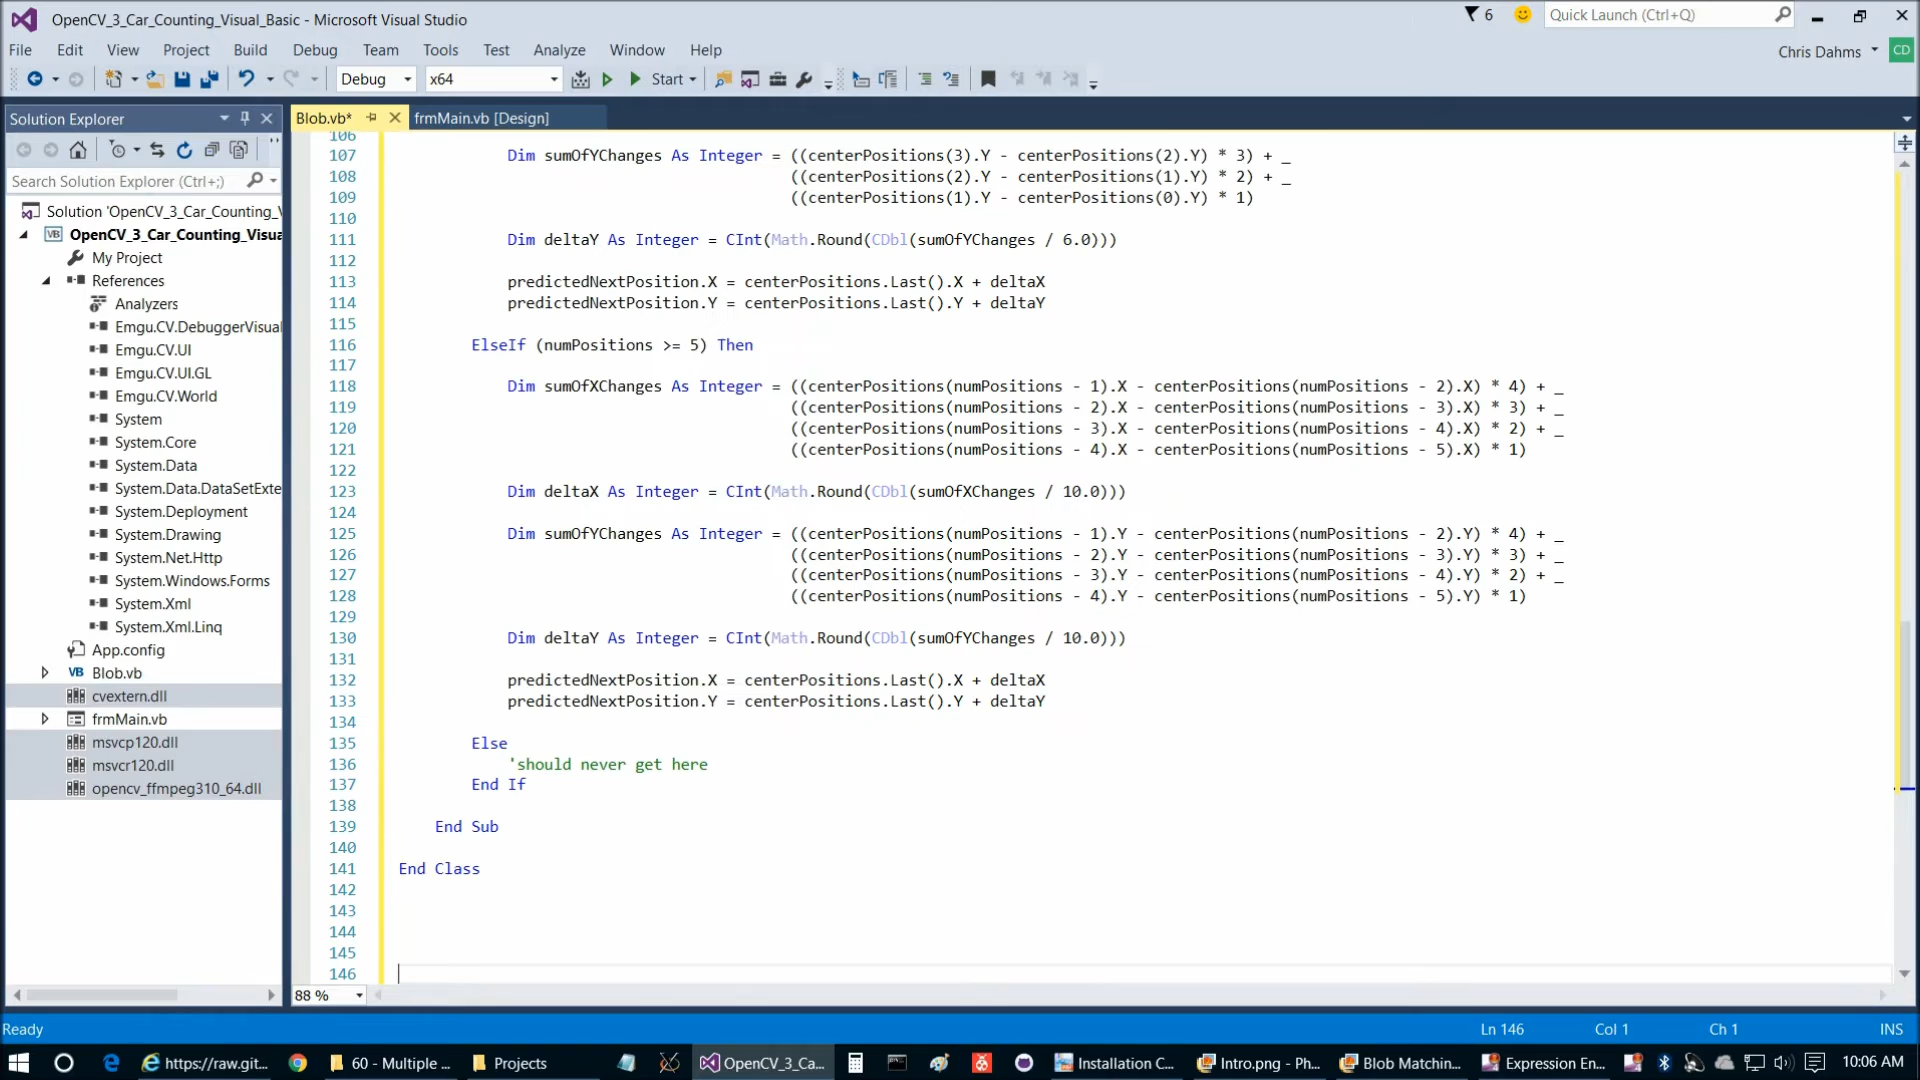 OpenCV_3_Car_Counting_Visual_Basic - Microsoft Visual Studio
6
Quick Launch (Ctrl+Q)
File Edit View Project Build Debug Team Tools Test Analyze Window Help
Chris Dahms
CD
Debug x64 Start
Solution Explorer
Blob.vb*
frmMain.vb [Design]
Search Solution Explorer (Ctrl+;)
Solution 'OpenCV_3_Car_Counting_V
VB OpenCV_3_Car_Counting_Visua
My Project
References
Analyzers
Emgu.CV.DebuggerVisual
Emgu.CV.UI
Emgu.CV.UI.GL
Emgu.CV.World
System
System.Core
System.Data
System.Data.DataSetExte
System.Deployment
System.Drawing
System.Net.Http
System.Windows.Forms
System.Xml
System.Xml.Linq
App.config
VB Blob.vb
cvextern.dll
frmMain.vb
msvcp120.dll
msvcr120.dll
opencv_ffmpeg310_64.dll
106
107 Dim sumOfYChanges As Integer = ((centerPositions(3).Y - centerPositions(2).Y) * 3) + _
108 ((centerPositions(2).Y - centerPositions(1).Y) * 2) + _
109 ((centerPositions(1).Y - centerPositions(0).Y) * 1)
110
111 Dim deltaY As Integer = CInt(Math.Round(CDbl(sumOfYChanges / 6.0)))
112
113 predictedNextPosition.X = centerPositions.Last().X + deltaX
114 predictedNextPosition.Y = centerPositions.Last().Y + deltaY
115
116 ElseIf (numPositions >= 5) Then
117
118 Dim sumOfXChanges As Integer = ((centerPositions(numPositions - 1).X - centerPositions(numPositions - 2).X) * 4) + _
119 ((centerPositions(numPositions - 2).X - centerPositions(numPositions - 3).X) * 3) + _
120 ((centerPositions(numPositions - 3).X - centerPositions(numPositions - 4).X) * 2) + _
121 ((centerPositions(numPositions - 4).X - centerPositions(numPositions - 5).X) * 1)
122
123 Dim deltaX As Integer = CInt(Math.Round(CDbl(sumOfXChanges / 10.0)))
124
125 Dim sumOfYChanges As Integer = ((centerPositions(numPositions - 1).Y - centerPositions(numPositions - 2).Y) * 4) + _
126 ((centerPositions(numPositions - 2).Y - centerPositions(numPositions - 3).Y) * 3) + _
127 ((centerPositions(numPositions - 3).Y - centerPositions(numPositions - 4).Y) * 2) + _
128 ((centerPositions(numPositions - 4).Y - centerPositions(numPositions - 5).Y) * 1)
129
130 Dim deltaY As Integer = CInt(Math.Round(CDbl(sumOfYChanges / 10.0)))
131
132 predictedNextPosition.X = centerPositions.Last().X + deltaX
133 predictedNextPosition.Y = centerPositions.Last().Y + deltaY
134
135 Else
136 'should never get here
137 End If
138
139 End Sub
140
141 End Class
142
143
144
145
146
88 %
Ready
Ln 146 Col 1 Ch 1 INS
https://raw.git... 60 - Multiple ... Projects OpenCV_3_Ca... Installation C... Intro.png - Ph... Blob Matchin... Expression En... 10:06 AM